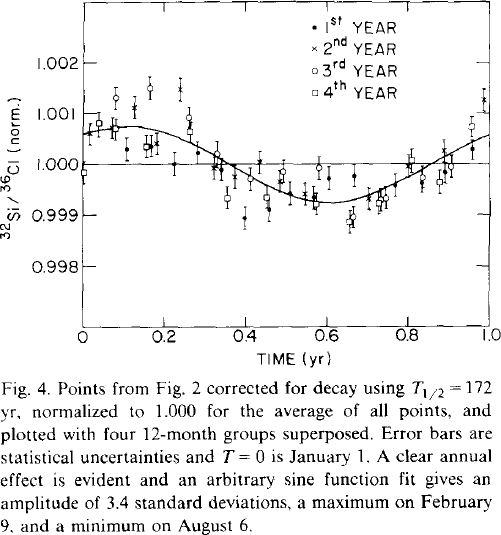 • 1st YEAR
× 2nd YEAR
○ 3rd YEAR
□ 4th YEAR
1.002
1.001
1.000
0.999
0.998
32Si/36Cl (norm.)
0 0.2 0.4 0.6 0.8 1.0
TIME (yr)
Fig. 4. Points from Fig. 2 corrected for decay using T1/2 = 172
yr, normalized to 1.000 for the average of all points, and
plotted with four 12-month groups superposed. Error bars are
statistical uncertainties and T = 0 is January 1. A clear annual
effect is evident and an arbitrary sine function fit gives an
amplitude of 3.4 standard deviations, a maximum on February
9, and a minimum on August 6.